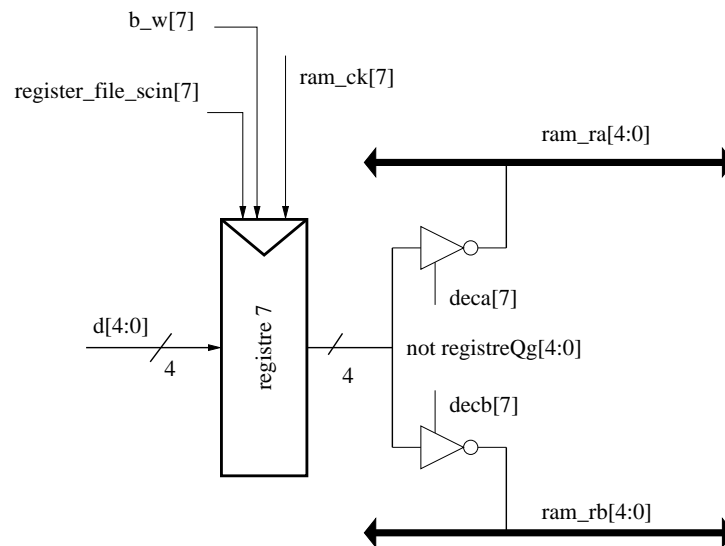 b_w[7]
ram_ck[7]
register_file_scin[7]
ram_ra[4:0]
deca[7]
d[4:0]
4
registre 7
4
not registreQg[4:0]
decb[7]
ram_rb[4:0]